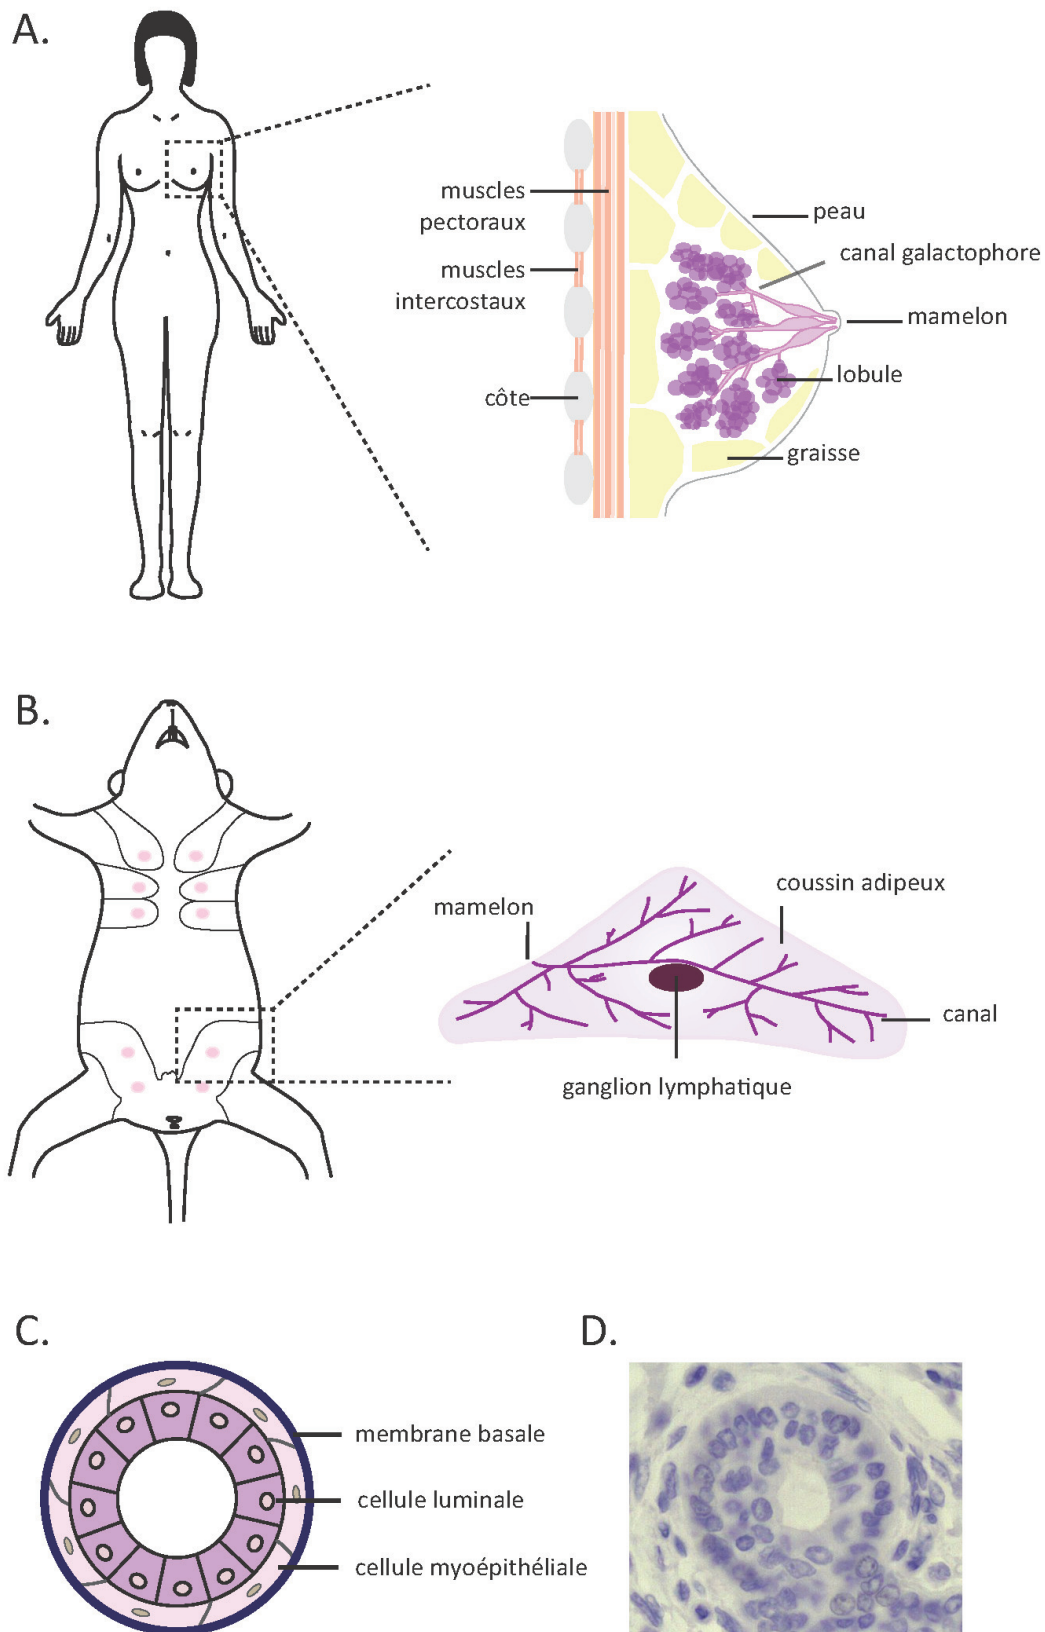 A.
muscles
pectoraux
muscles
intercostaux
côte
peau
canal galactophore
mamelon
lobule
graisse
B.
mamelon
coussin adipeux
canal
ganglion lymphatique
C.
membrane basale
cellule luminale
cellule myoépithéliale
D.